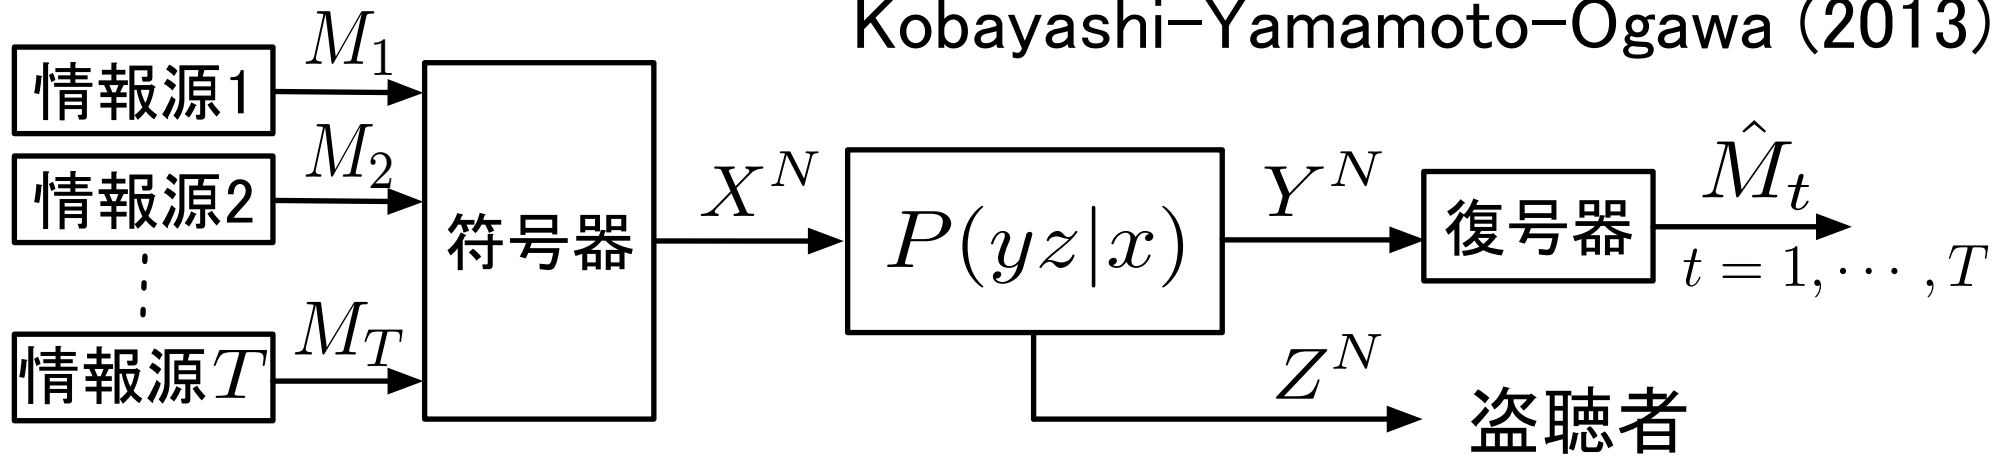 Kobayashi-Yamamoto-Ogawa (2013)
情報源1
M_1
情報源2
M_2
情報源T
M_T
符号器
X^N
P(yz|x)
Y^N
復号器
\hat{M}_t
t = 1, ⋯ , T
Z^N
盗聴者